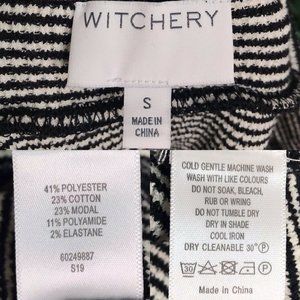 WITCHERY
S
MADE IN
CHINA
41% POLYESTER
23% COTTON
23% MODAL
11% POLYAMIDE
2% ELASTANE
60249887
S19
COLD GENTLE MACHINE WASH
WASH WITH LIKE COLOURS
DO NOT SOAK, BLEACH,
RUB OR WRING
DO NOT TUMBLE DRY
DRY IN SHADE
COOL IRON
DRY CLEANABLE 30° P
30 P
Made in China